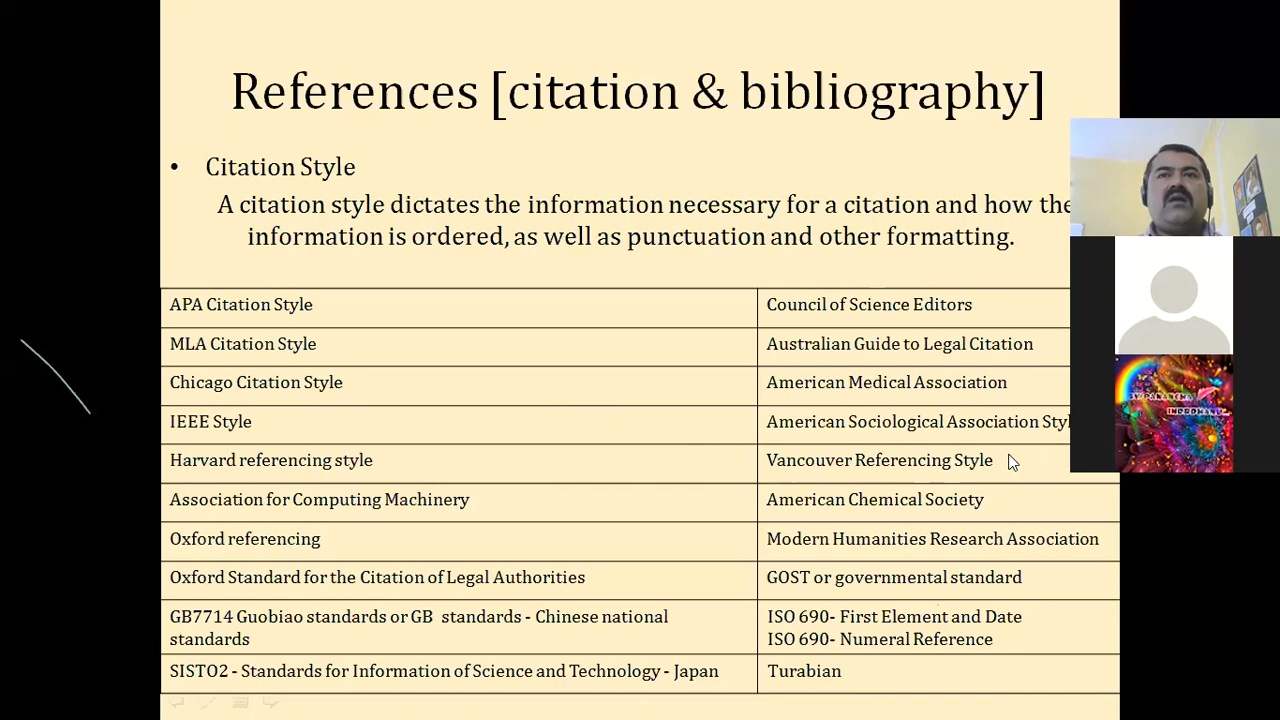 References [citation & bibliography]
• Citation Style
A citation style dictates the information necessary for a citation and how the
information is ordered, as well as punctuation and other formatting.
APA Citation Style
Council of Science Editors
MLA Citation Style
Australian Guide to Legal Citation
Chicago Citation Style
American Medical Association
IEEE Style
American Sociological Association Styl
Harvard referencing style
Vancouver Referencing Style
Association for Computing Machinery
American Chemical Society
Oxford referencing
Modern Humanities Research Association
Oxford Standard for the Citation of Legal Authorities
GOST or governmental standard
GB7714 Guobiao standards or GB standards - Chinese national
standards
ISO 690- First Element and Date
ISO 690- Numeral Reference
SISTO2 - Standards for Information of Science and Technology - Japan
Turabian